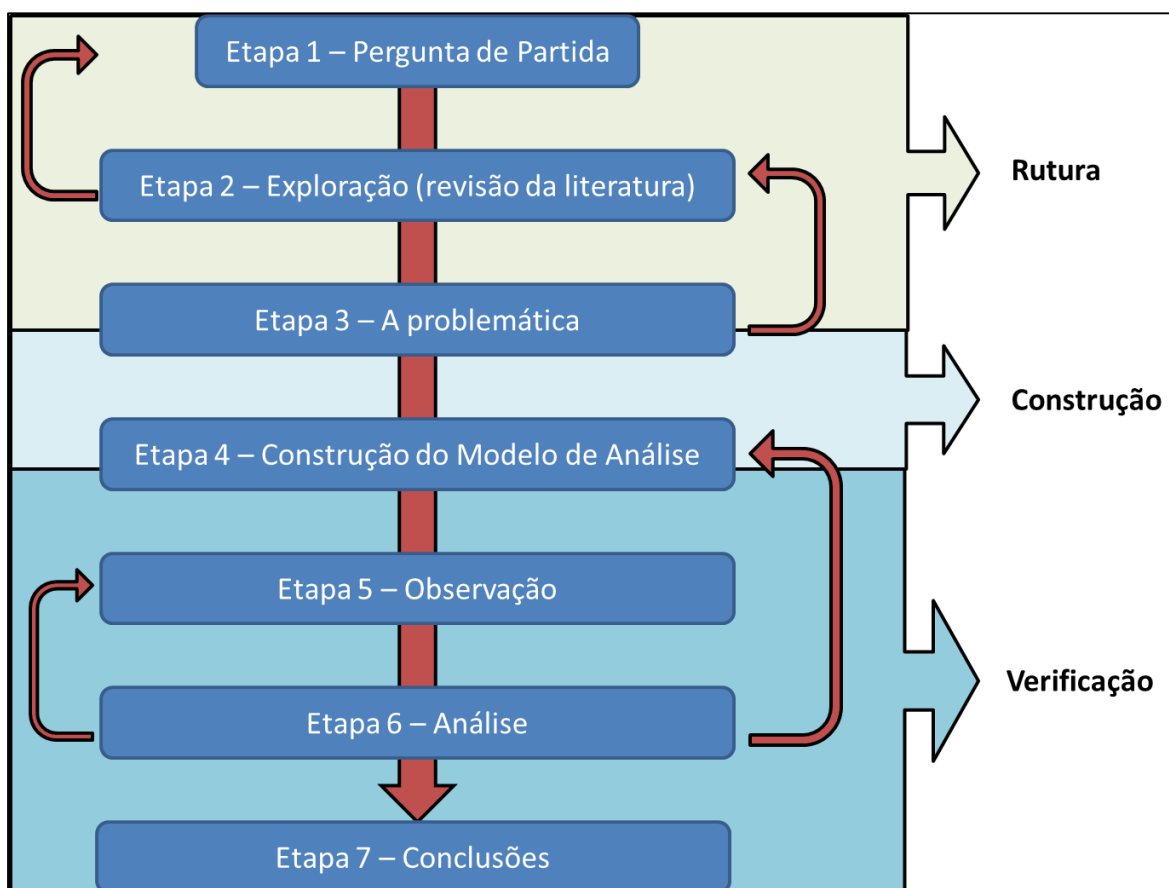 Etapa 1 – Pergunta de Partida
Etapa 2 – Exploração (revisão da literatura)
Rutura
Etapa 3 – A problemática
Construção
Etapa 4 – Construção do Modelo de Análise
Etapa 5 – Observação
Verificação
Etapa 6 – Análise
Etapa 7 – Conclusões